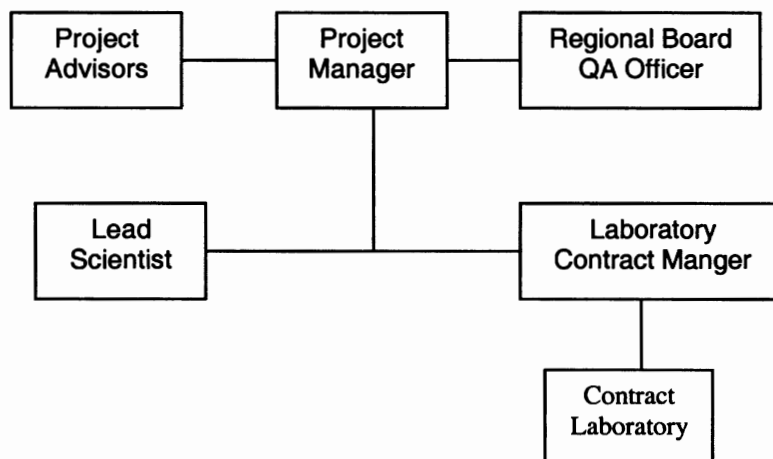 Project
Advisors
Project
Manager
Regional Board
QA Officer
Lead
Scientist
Laboratory
Contract Manger
Contract
Laboratory